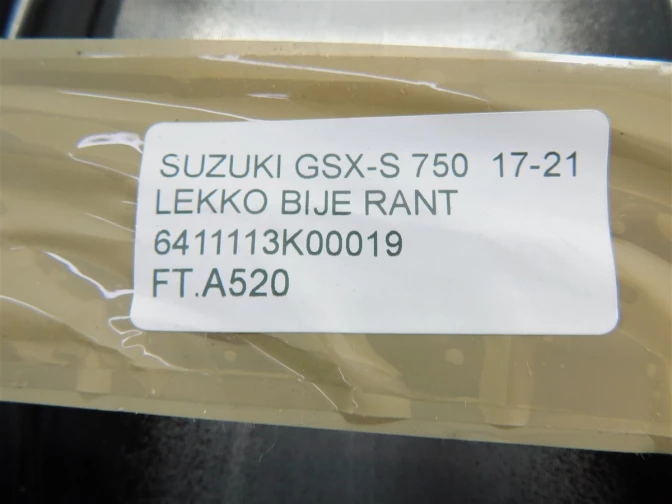 SUZUKI GSX-S 750 17-21
LEKKO BIJE RANT
6411113K00019
FT.A520